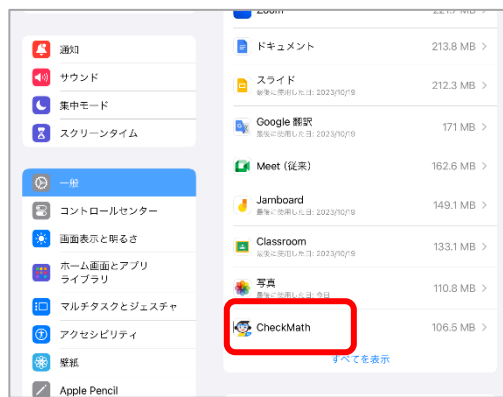 通知
サウンド
集中モード
スクリーンタイム
一般
コントロールセンター
画面表示と明るさ
ホーム画面とアプリ
ライブラリ
マルチタスクとジェスチャ
アクセシビリティ
壁紙
Apple Pencil
Zoom
ドキュメント 213.8 MB
スライド 212.3 MB
最後に使用した日: 2023/10/19
Google 翻訳 171 MB
最後に使用した日: 2023/10/19
Meet (従来) 162.6 MB
Jamboard 149.1 MB
最後に使用した日: 2023/10/19
Classroom 133.1 MB
最後に使用した日: 2023/10/19
写真 110.8 MB
最後に使用した日: 今日
CheckMath 106.5 MB
すべてを表示